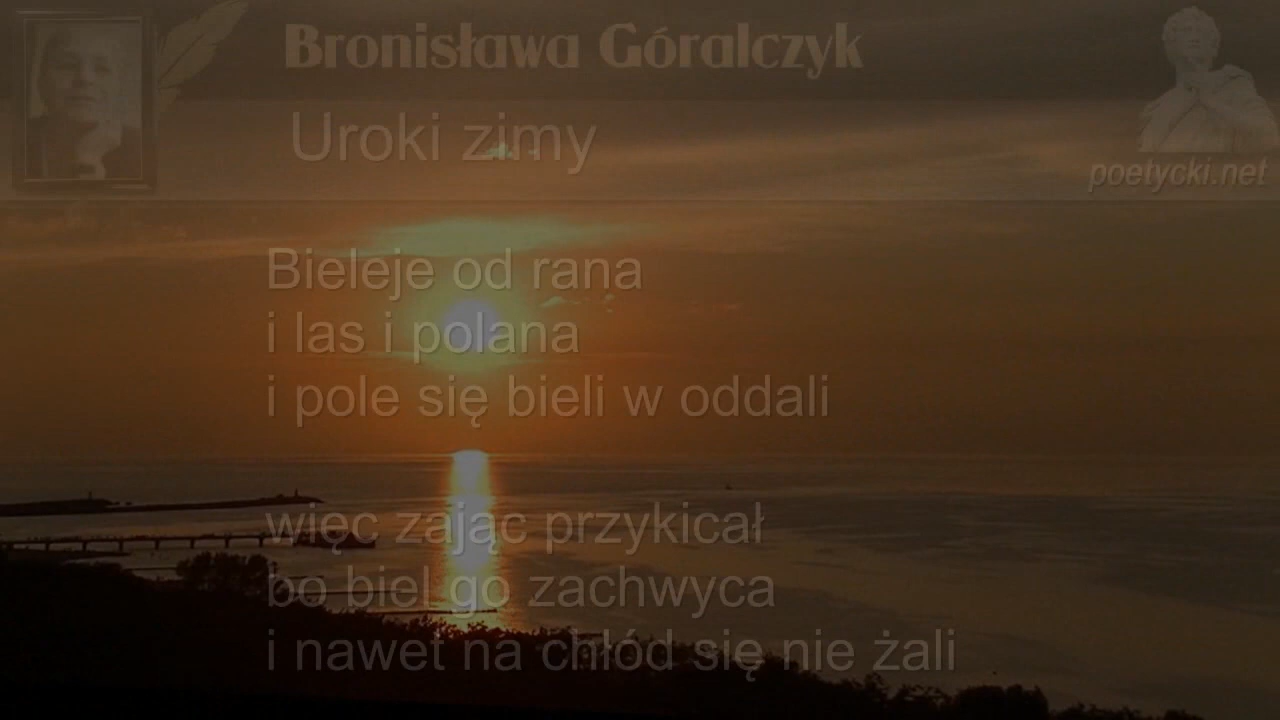 Bronisława Góralczyk
Uroki zimy
poetycki.net
Bieleje od rana
i las i polana
i pole się bieli w oddali
więc zając przykicał
bo biel go zachwyca
i nawet na chłód się nie żali